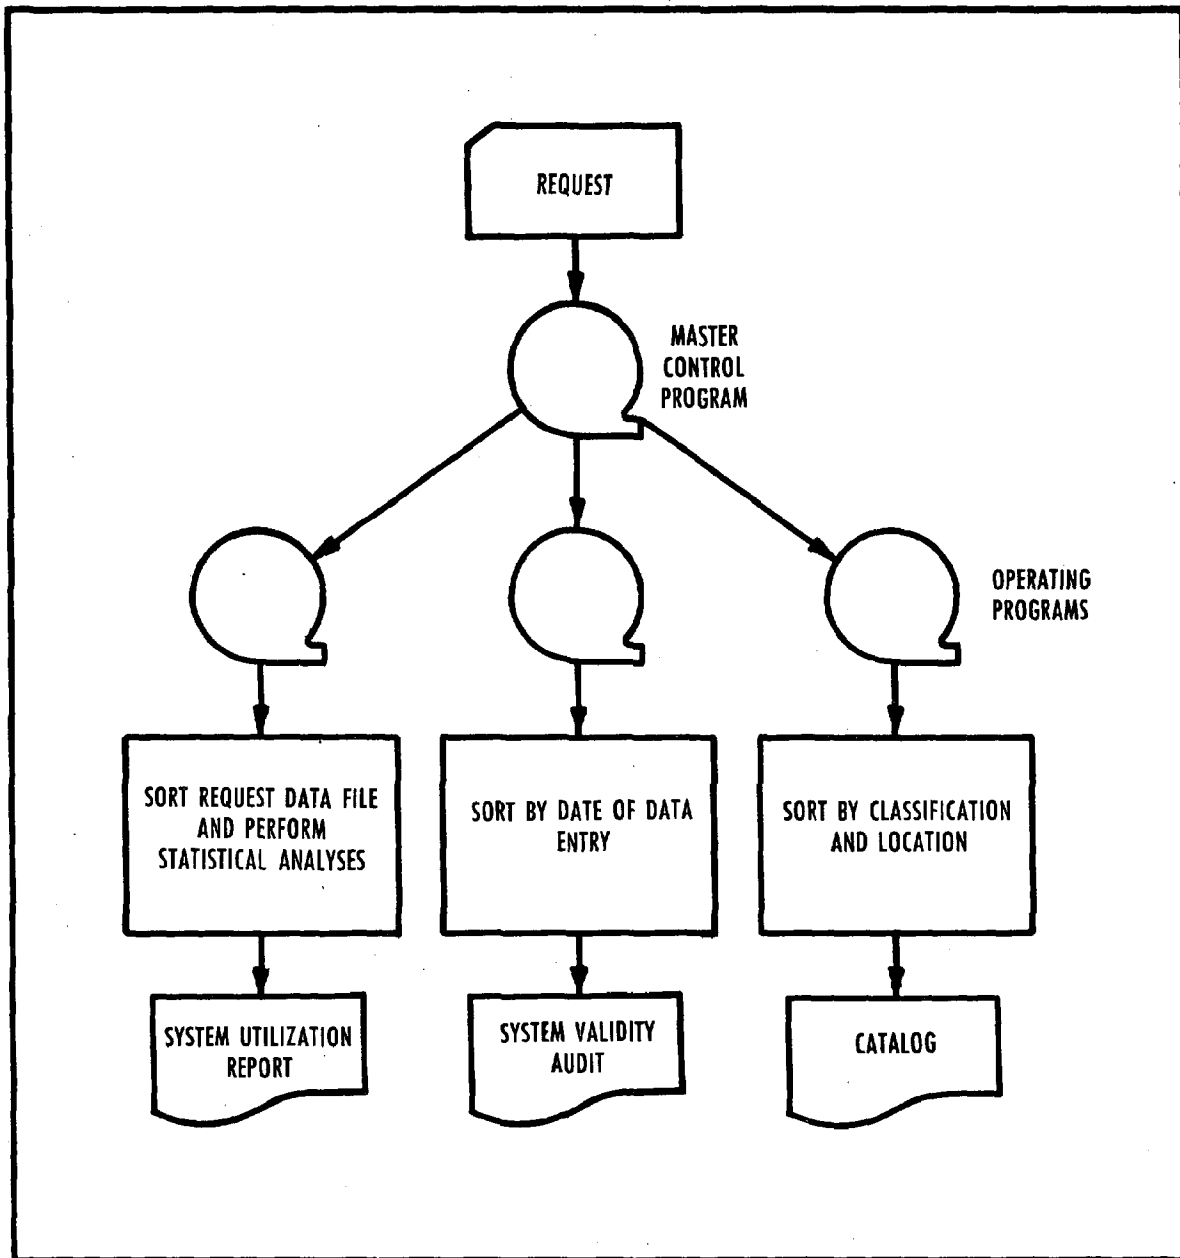 REQUEST
MASTER
CONTROL
PROGRAM
OPERATING
PROGRAMS
SORT REQUEST DATA FILE
AND PERFORM
STATISTICAL ANALYSES
SORT BY DATE OF DATA
ENTRY
SORT BY CLASSIFICATION
AND LOCATION
SYSTEM UTILIZATION
REPORT
SYSTEM VALIDITY
AUDIT
CATALOG